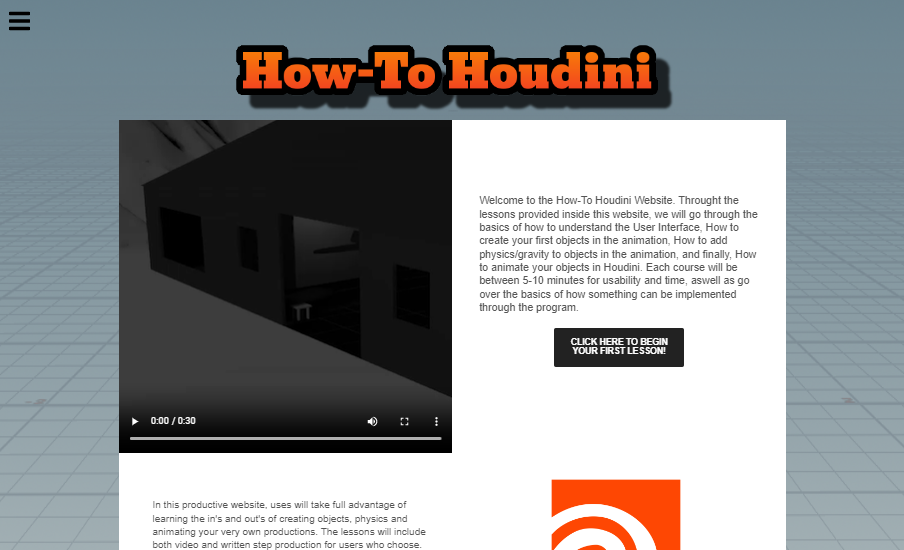 How-To Houdini
Welcome to the How-To Houdini Website. Throught the
lessons provided inside this website, we will go through the
basics of how to understand the User Interface, How to
create your first objects in the animation, How to add
physics/gravity to objects in the animation, and finally, How
to animate your objects in Houdini. Each course will be
between 5-10 minutes for usability and time, aswell as go
over the basics of how something can be implemented
through the program.
CLICK HERE TO BEGIN
YOUR FIRST LESSON!
0:00 / 0:30
In this productive website, uses will take full advantage of
learning the in's and out's of creating objects, physics and
animating your very own productions. The lessons will include
both video and written step production for users who choose.